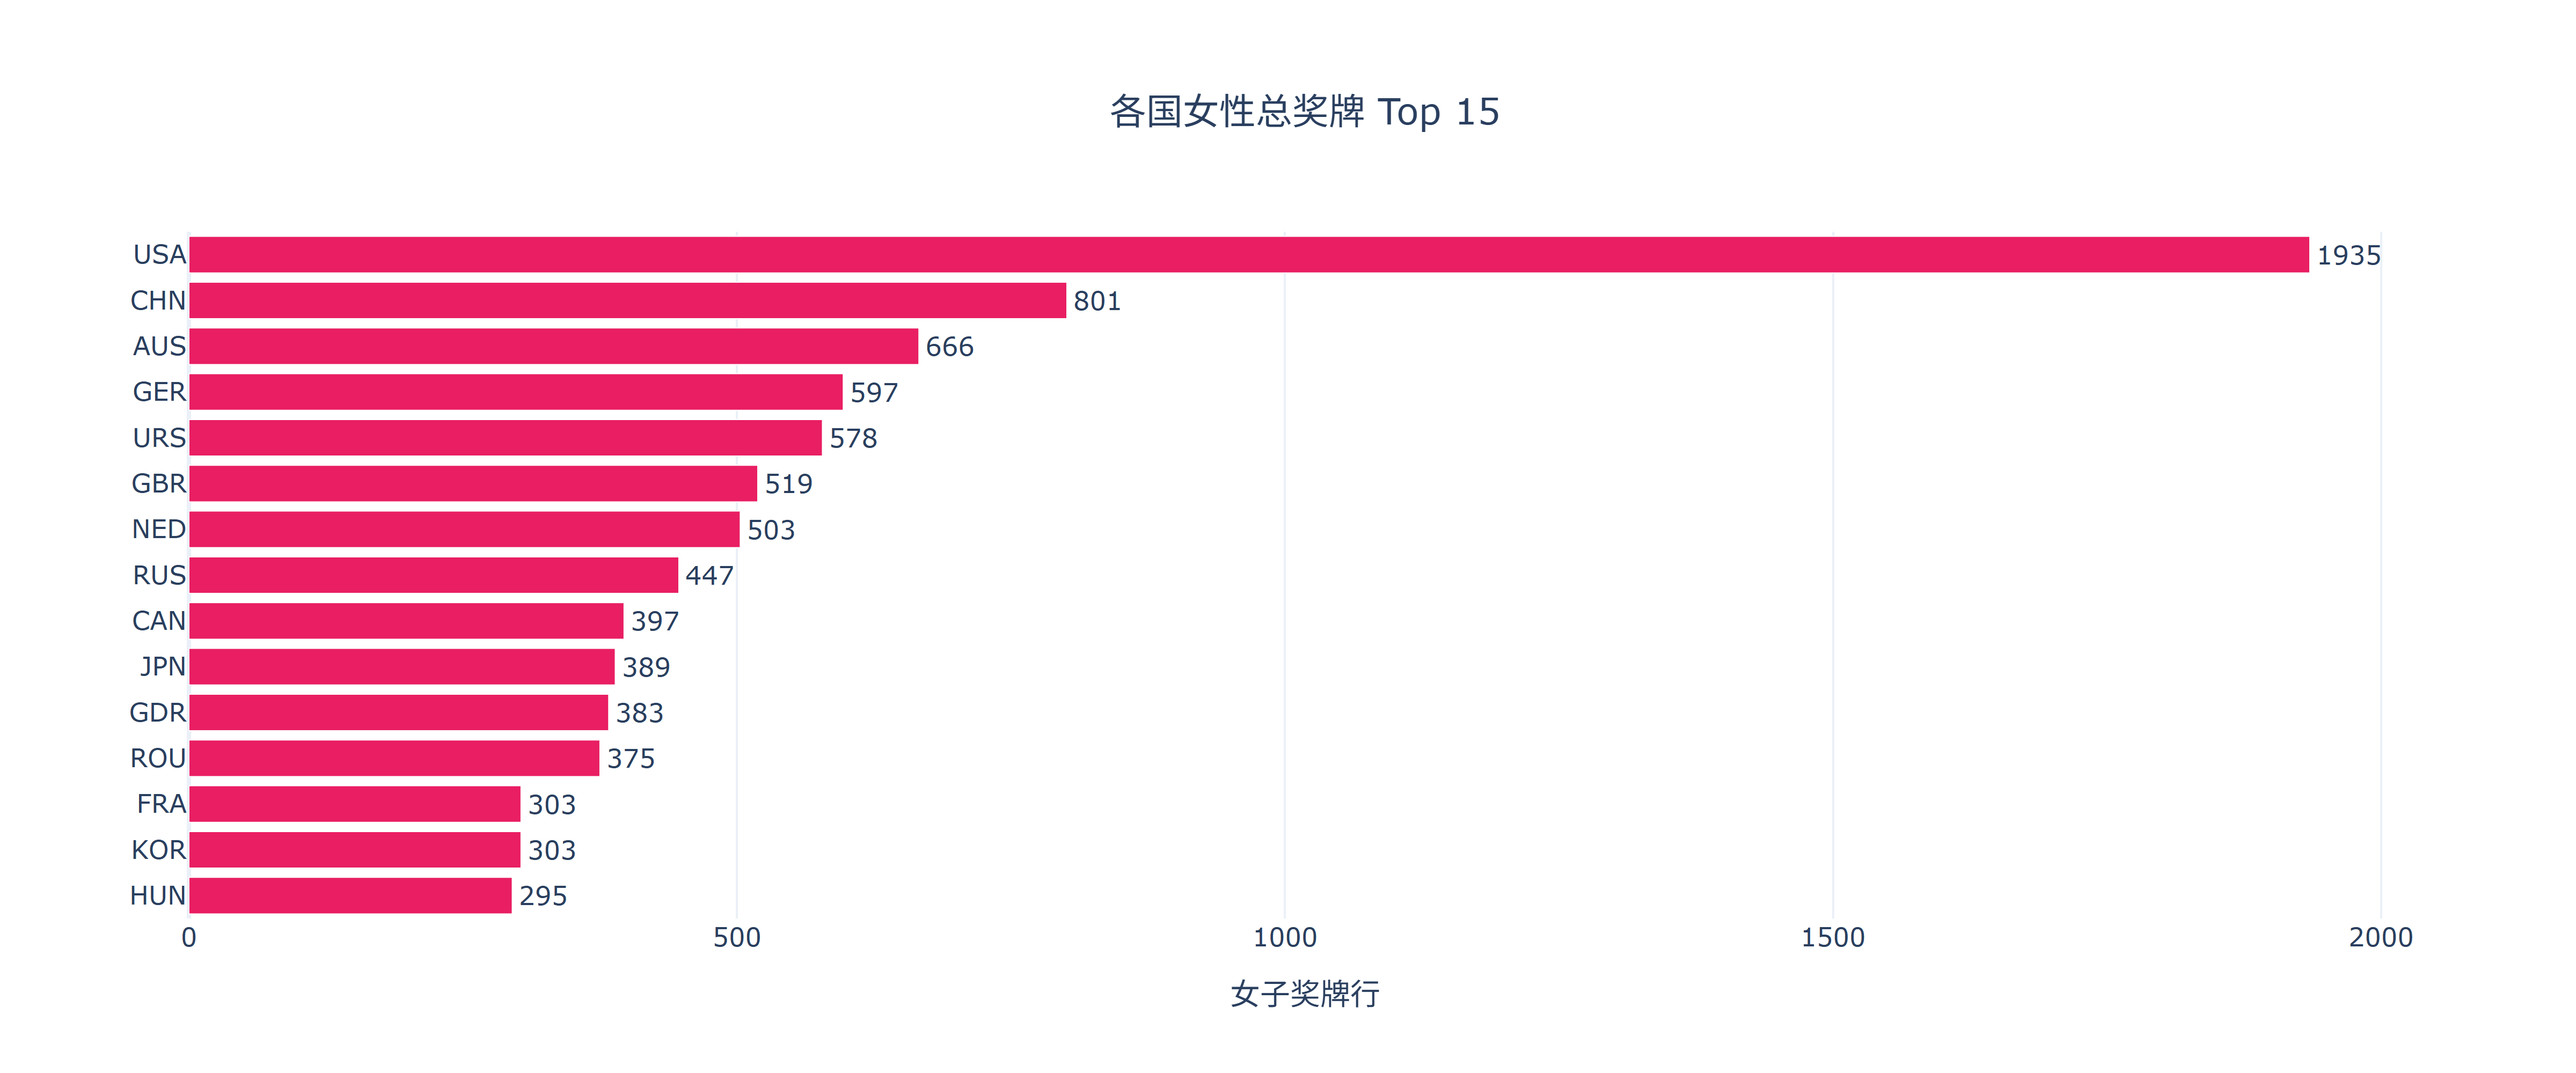 各国女性总奖牌 Top 15
USA 1935
CHN 801
AUS 666
GER 597
URS 578
GBR 519
NED 503
RUS 447
CAN 397
JPN 389
GDR 383
ROU 375
FRA 303
KOR 303
HUN 295
0 500 1000 1500 2000
女子奖牌行